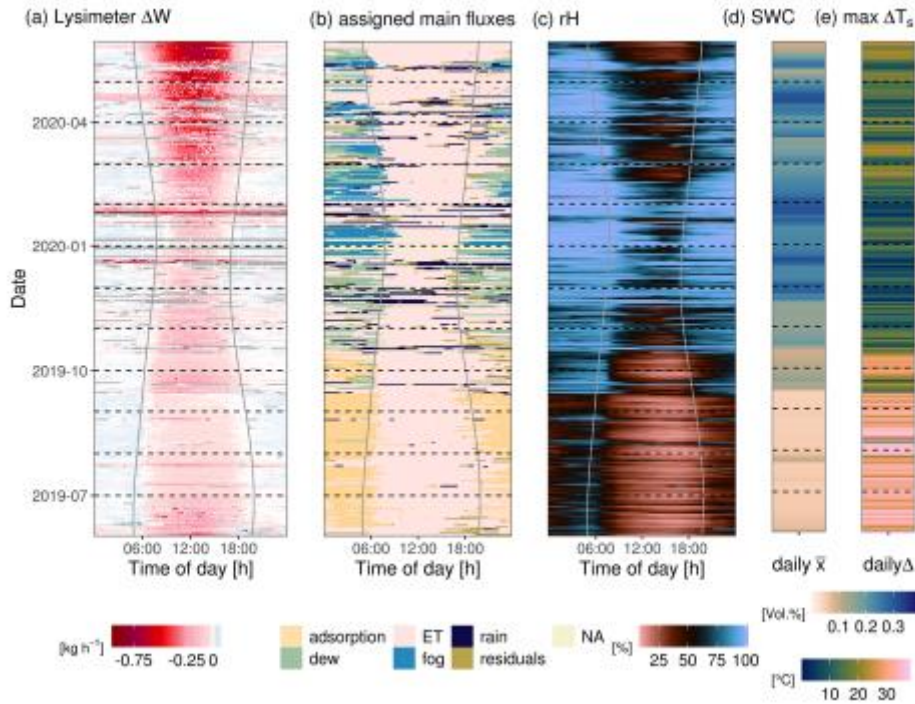 (a) Lysimeter ΔW
(b) assigned main fluxes
(c) rH
(d) SWC
(e) max ΔTs
Date
2020-04
2020-01
2019-10
2019-07
06:00 12:00 18:00
06:00 12:00 18:00
06:00 12:00 18:00
Time of day [h]
Time of day [h]
Time of day [h]
daily x̅
dailyΔ
[kg h⁻¹]
-0.75 -0.25 0
adsorption
dew
ET
fog
rain
residuals
NA
[%]
25 50 75 100
[Vol.%]
0.1 0.2 0.3
[°C]
10 20 30